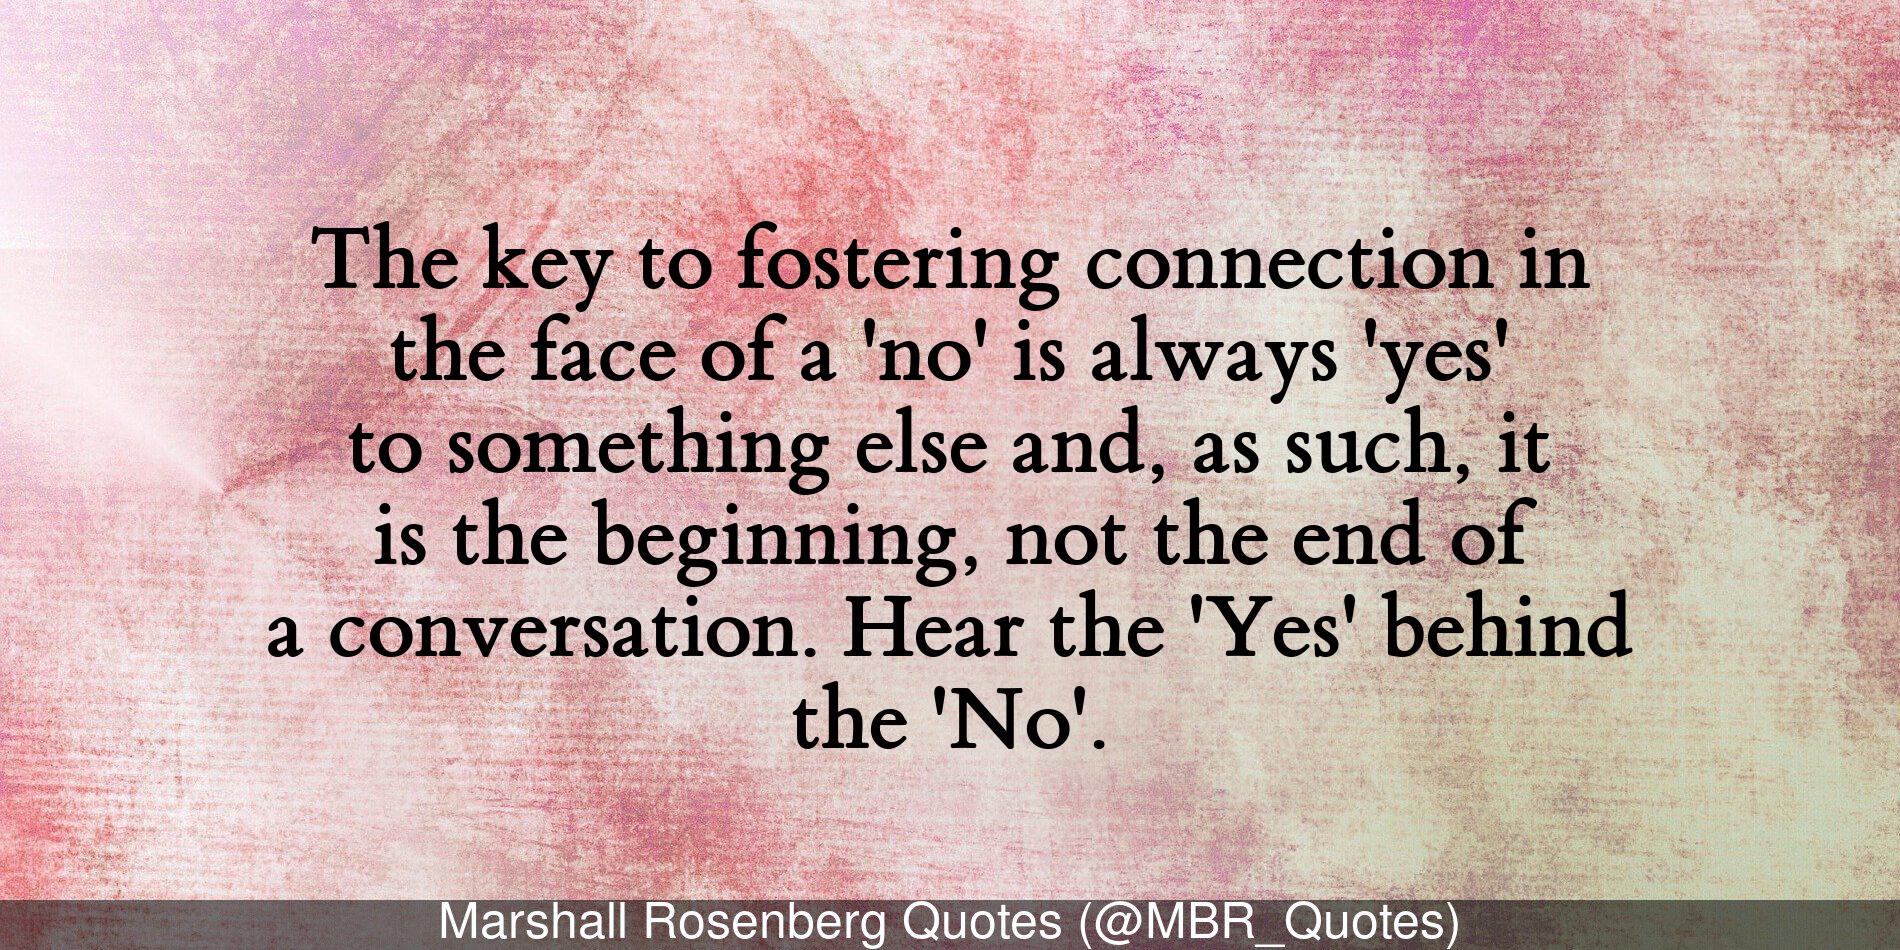 The key to fostering connection in
the face of a 'no' is always 'yes'
to something else and, as such, it
is the beginning, not the end of
a conversation. Hear the 'Yes' behind
the 'No'.
Marshall Rosenberg Quotes (@MBR_Quotes)